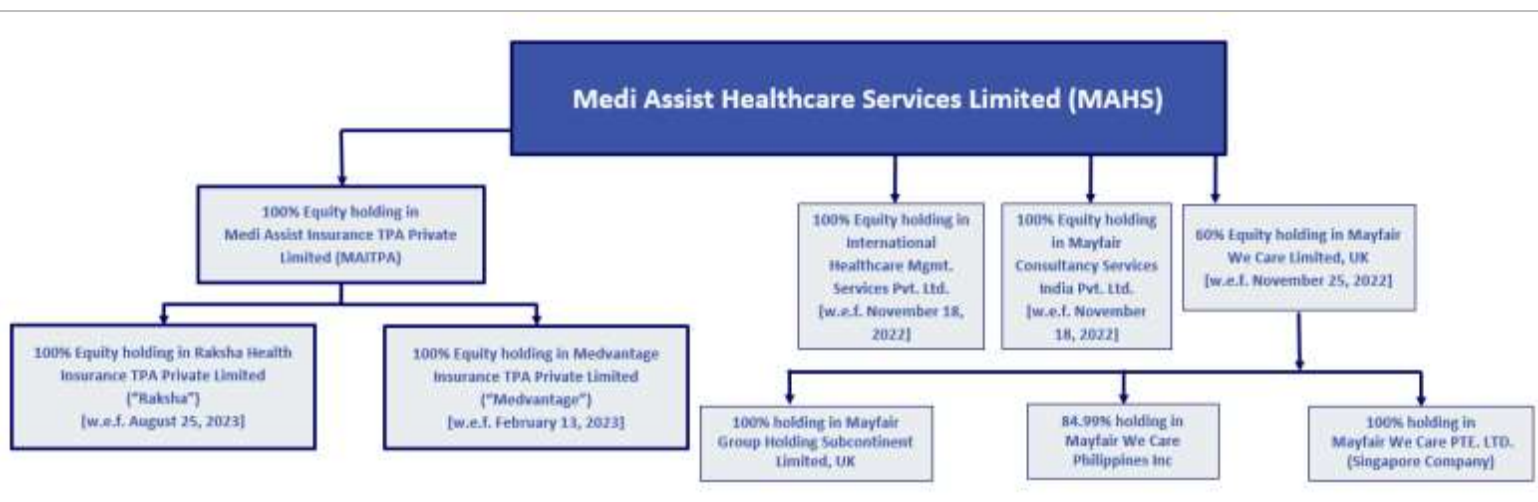 Medi Assist Healthcare Services Limited (MAHS)
100% Equity holding in
Medi Assist Insurance TPA Private
Limited (MAITPA)
100% Equity holding in
International
Healthcare Mgmt.
Services Pvt. Ltd.
[w.e.f. November 18,
2022]
100% Equity holding
in Mayfair
Consultancy Services
India Pvt. Ltd.
[w.e.f. November
18, 2022]
60% Equity holding in Mayfair
We Care Limited, UK
[w.e.f. November 25, 2022]
100% Equity holding in Raksha Health
Insurance TPA Private Limited
("Raksha")
[w.e.f. August 25, 2023]
100% Equity holding in Medvantage
Insurance TPA Private Limited
("Medvantage")
[w.e.f. February 13, 2023]
100% holding in Mayfair
Group Holding Subcontinent
Limited, UK
84.99% holding in
Mayfair We Care
Philippines Inc
100% holding in
Mayfair We Care PTE. LTD.
(Singapore Company)